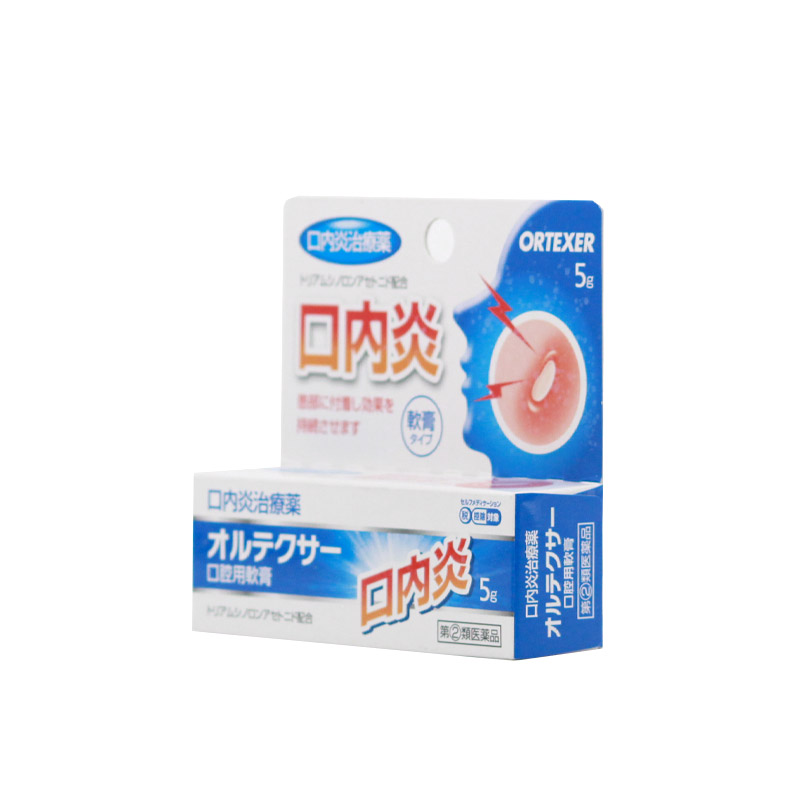 口内炎治療薬
ORTEXER
5g
トリアムシノロンアセトニド配合
口内炎
患部に付着し効果を
持続させます
軟膏
タイプ
口内炎治療薬
セルフメディケーション
税 控除 対象
オルテクサー
口腔用軟膏
口内炎
5g
トリアムシノロンアセトニド配合
第②類医薬品
口内炎治療薬
オルテクサー
口腔用軟膏
第②類医薬品